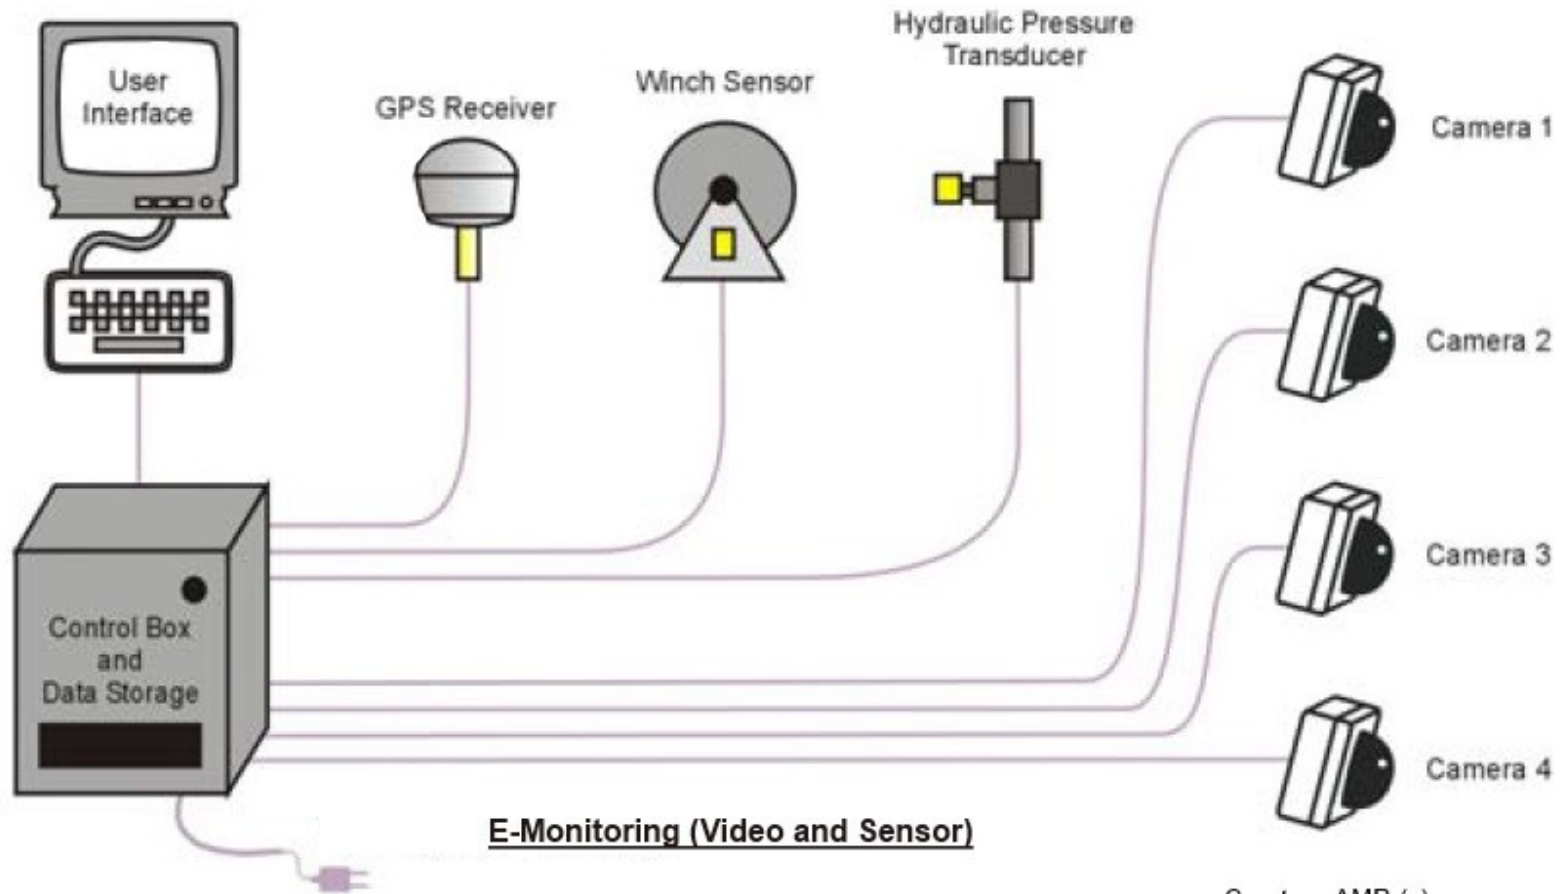 User
Interface
GPS Receiver
Winch Sensor
Hydraulic Pressure
Transducer
Camera 1
Camera 2
Camera 3
Camera 4
Control Box
and
Data Storage
E-Monitoring (Video and Sensor)